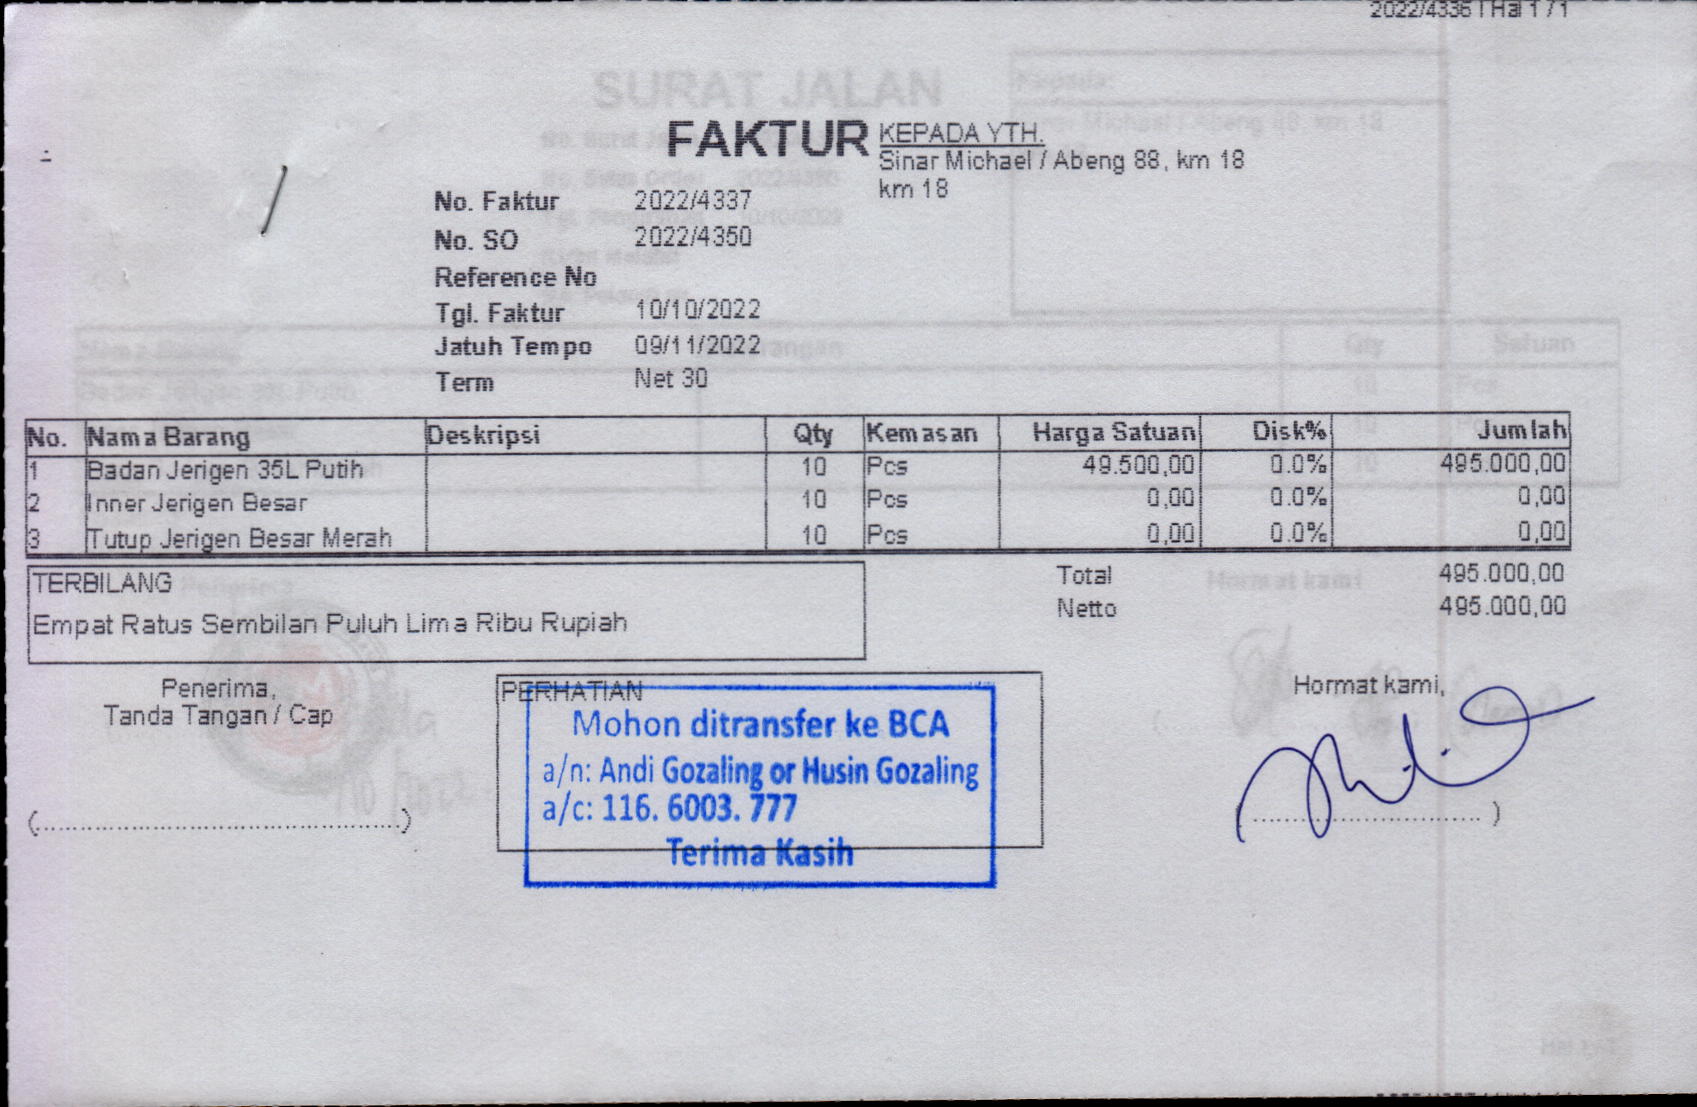 2022/4336 | Hal 1 / 1
FAKTUR
KEPADA YTH.
Sinar Michael / Abeng 88, km 18
km 18
No. Faktur 2022/4337
No. SO 2022/4350
Reference No
Tgl. Faktur 10/10/2022
Jatuh Tempo 09/11/2022
Term Net 30
No. Nama Barang Deskripsi Qty Kemasan Harga Satuan Disk% Jumlah
1 Badan Jerigen 35L Putih 10 Pcs 49.500,00 0.0% 495.000,00
2 Inner Jerigen Besar 10 Pcs 0,00 0.0% 0,00
3 Tutup Jerigen Besar Merah 10 Pcs 0,00 0.0% 0,00
TERBILANG
Empat Ratus Sembilan Puluh Lima Ribu Rupiah
Total 495.000,00
Netto 495.000,00
Penerima,
Tanda Tangan / Cap
(................................................)
PERHATIAN
Mohon ditransfer ke BCA
a/n: Andi Gozaling or Husin Gozaling
a/c: 116. 6003. 777
Terima Kasih
Hormat kami,
(..............................)
SURAT JALAN
Kepada: